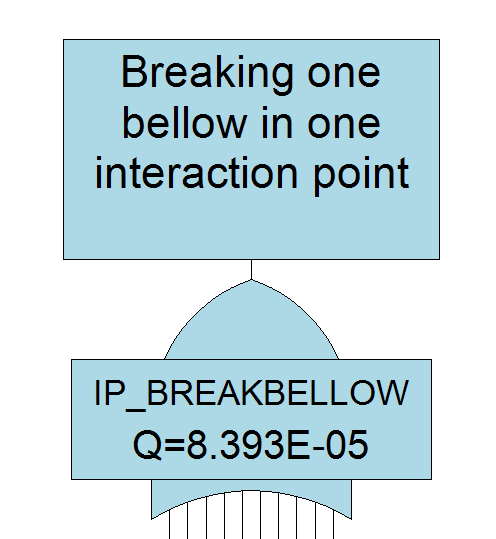 Breaking one
bellow in one
interaction point
IP_BREAKBELLOW
Q=8.393E-05